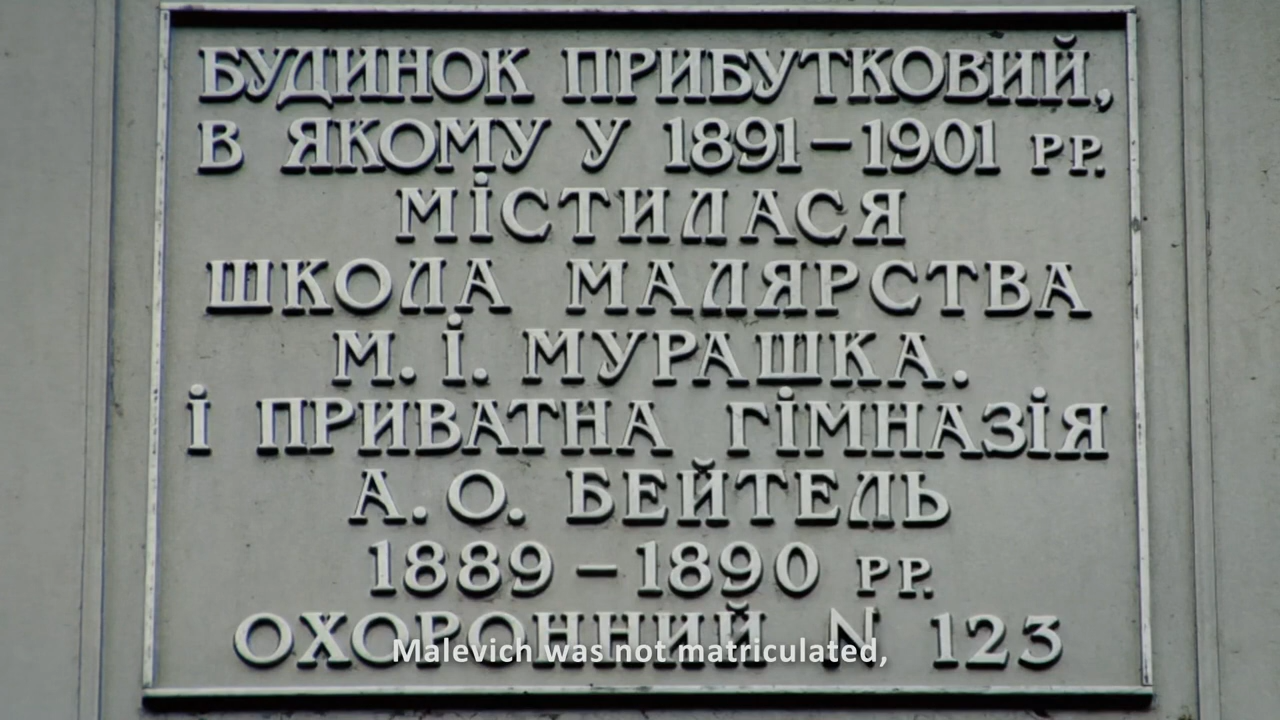 БУДИНОК ПРИБУТКОВИЙ,
В ЯКОМУ У 1891–1901 РР.
МІСТИЛАСЯ
ШКОЛА МАЛЯРСТВА
М. І. МУРАШКА.
І ПРИВАТНА ГІМНАЗІЯ
А. О. БЕЙТЕЛЬ
1889–1890 РР.
ОХОРОННИЙ N 123
Malevich was not matriculated,